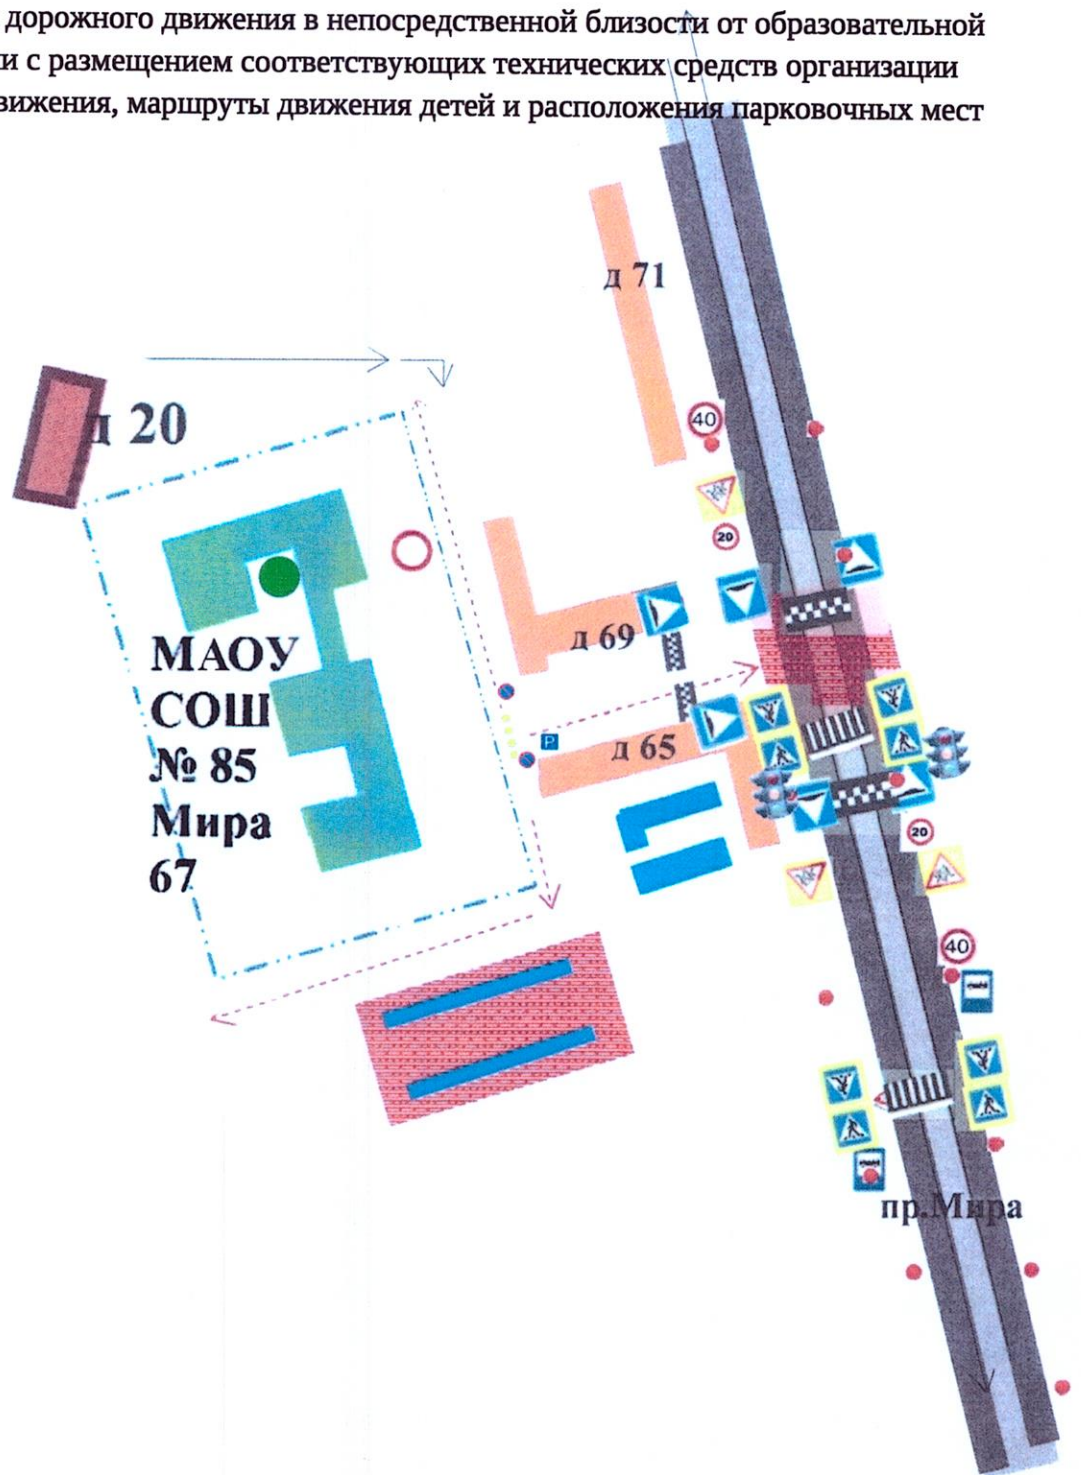 дорожного движения в непосредственной близости от образовательной
и с размещением соответствующих технических средств организации
вижения, маршруты движения детей и расположения парковочных мест
д 71
40
д 20
20
МАОУ
СОШ
№ 85
Мира
67
д 69
д 65
P
20
40
пр.Мира